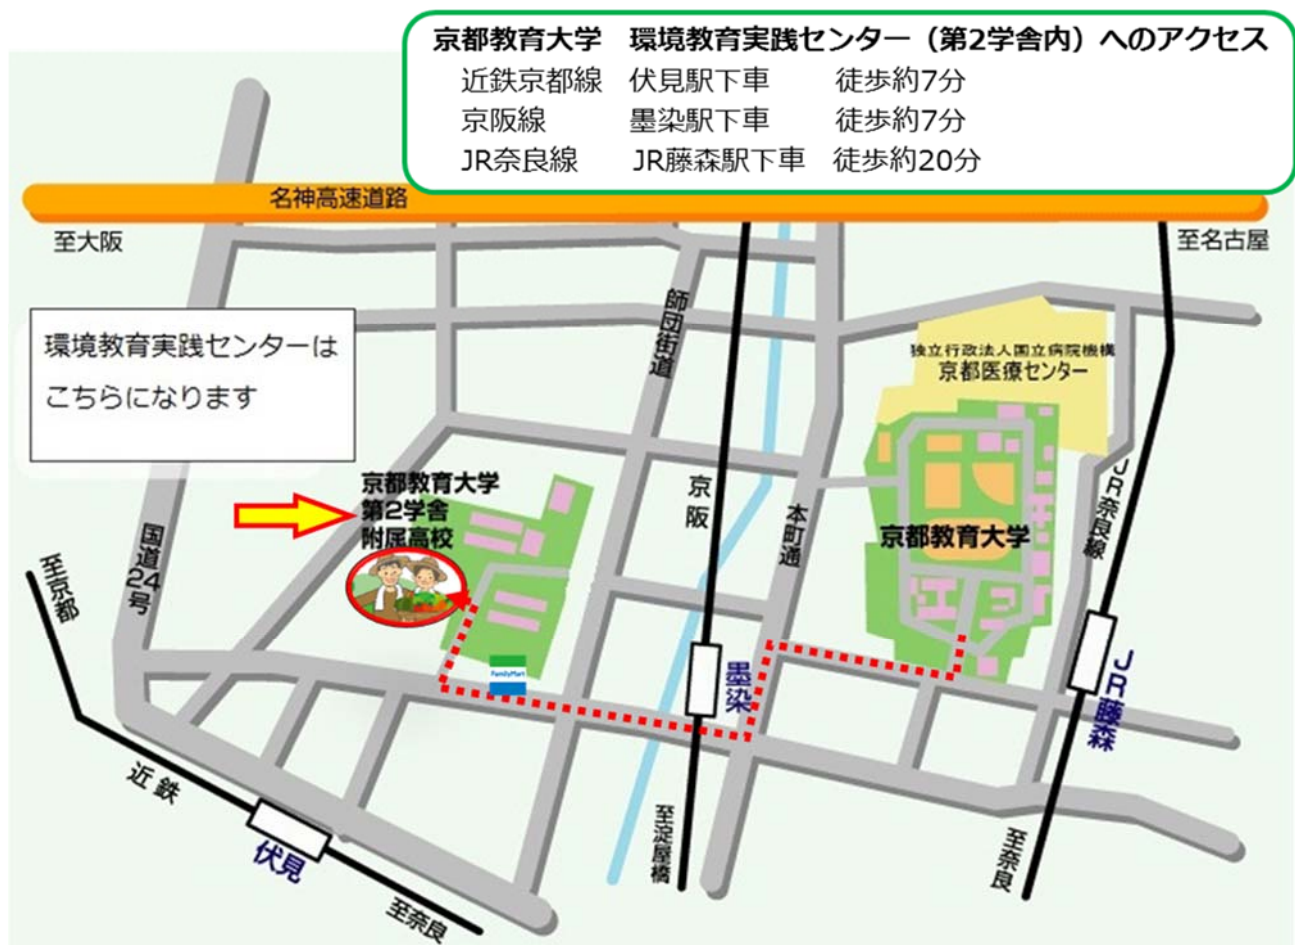 京都教育大学 環境教育実践センター（第2学舎内）へのアクセス
近鉄京都線 伏見駅下車 徒歩約7分
京阪線 墨染駅下車 徒歩約7分
JR奈良線 JR藤森駅下車 徒歩約20分
名神高速道路
至大阪
至名古屋
環境教育実践センターは
こちらになります
師団街道
独立行政法人国立病院機構
京都医療センター
京都教育大学
第2学舎
附属高校
京阪
本町通
京都教育大学
JR奈良線
国道24号
至京都
FamilyMart
墨染
JR藤森
近鉄
伏見
至淀屋橋
至奈良
至奈良